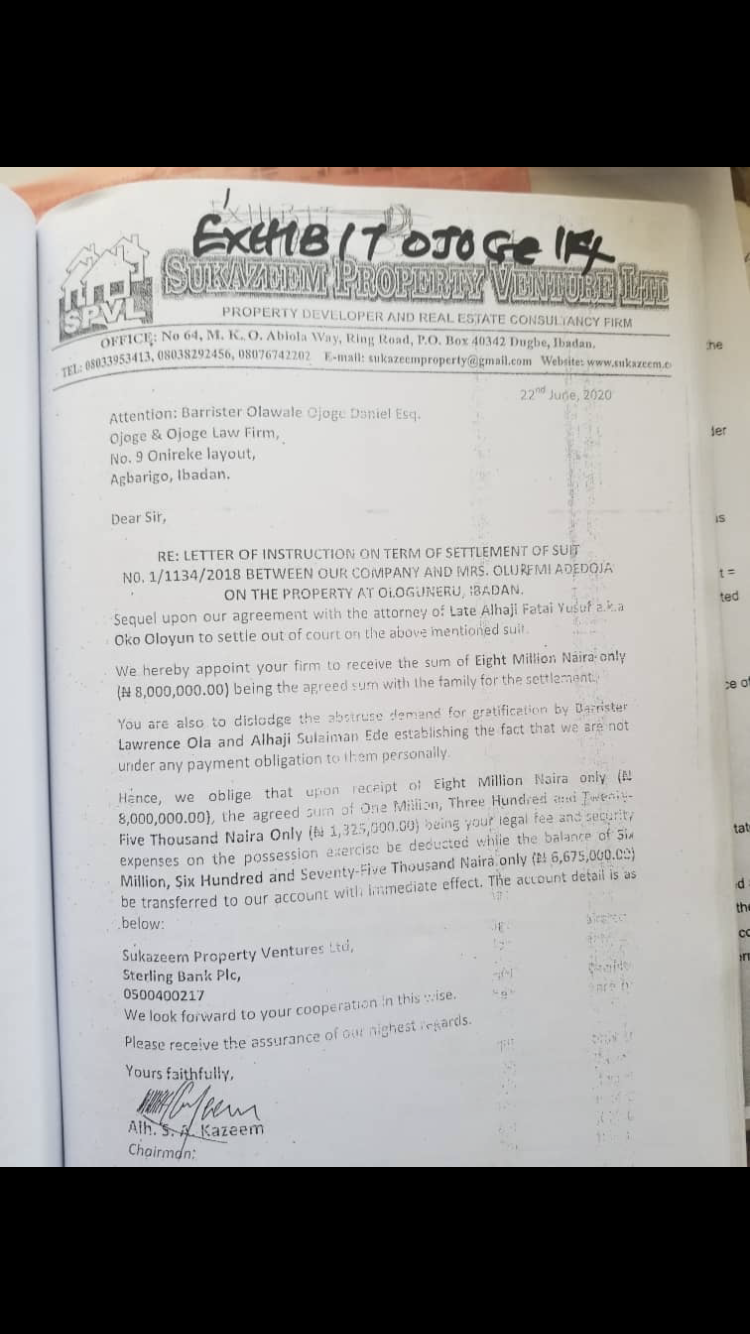 EXHIBIT OJOGE
SUKAZEEM PROPERTY VENTURE LTD
SPVL
PROPERTY DEVELOPER AND REAL ESTATE CONSULTANCY FIRM
OFFICE: No 64, M. K. O. Abiola Way, Ring Road, P.O. Box 40342 Dugbe, Ibadan.
TEL: 08033953413, 08038292456, 08076742202 E-mail: sukazeemproperty@gmail.com Website: www.sukazeem.c
22nd June, 2020
Attention: Barrister Olawale Ojoge Daniel Esq.
Ojoge & Ojoge Law Firm,
No. 9 Onireke layout,
Agbarigo, Ibadan.
Dear Sir,
RE: LETTER OF INSTRUCTION ON TERM OF SETTLEMENT OF SUIT
NO. 1/1134/2018 BETWEEN OUR COMPANY AND MRS. OLUREMI ADEDOJA
ON THE PROPERTY AT OLOGUNERU, IBADAN.
Sequel upon our agreement with the attorney of Late Alhaji Fatai Yusuf a.k.a
Oko Oloyun to settle out of court on the above mentioned suit.
We hereby appoint your firm to receive the sum of Eight Million Naira only
(₦ 8,000,000.00) being the agreed sum with the family for the settlement.
You are also to dislodge the abstruse demand for gratification by Barrister
Lawrence Ola and Alhaji Sulaiman Ede establishing the fact that we are not
under any payment obligation to them personally.
Hence, we oblige that upon receipt of Eight Million Naira only (₦
8,000,000.00), the agreed sum of One Million, Three Hundred and Twenty-
Five Thousand Naira Only (₦ 1,325,000.00) being your legal fee and security
expenses on the possession exercise be deducted while the balance of Six
Million, Six Hundred and Seventy-Five Thousand Naira only (₦ 6,675,000.00)
be transferred to our account with immediate effect. The account detail is as
below:
Sukazeem Property Ventures Ltd,
Sterling Bank Plc,
0500400217
We look forward to your cooperation in this wise.
Please receive the assurance of our highest regards.
Yours faithfully,
Alh. S. A. Kazeem
Chairman: